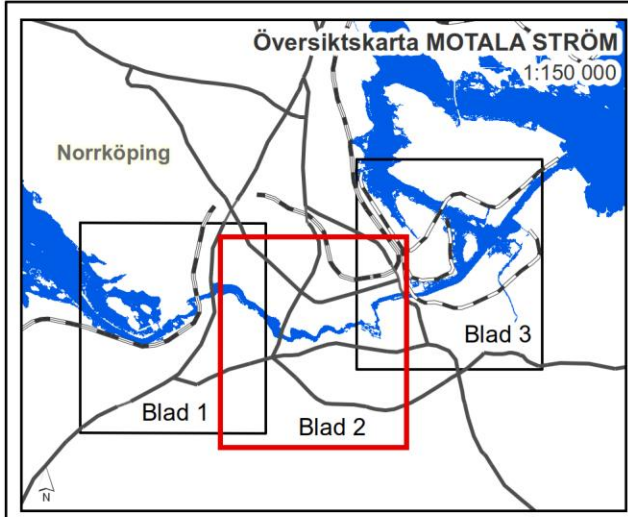 Översiktskarta MOTALA STRÖM
1:150 000
Norrköping
Blad 3
Blad 1
Blad 2
N